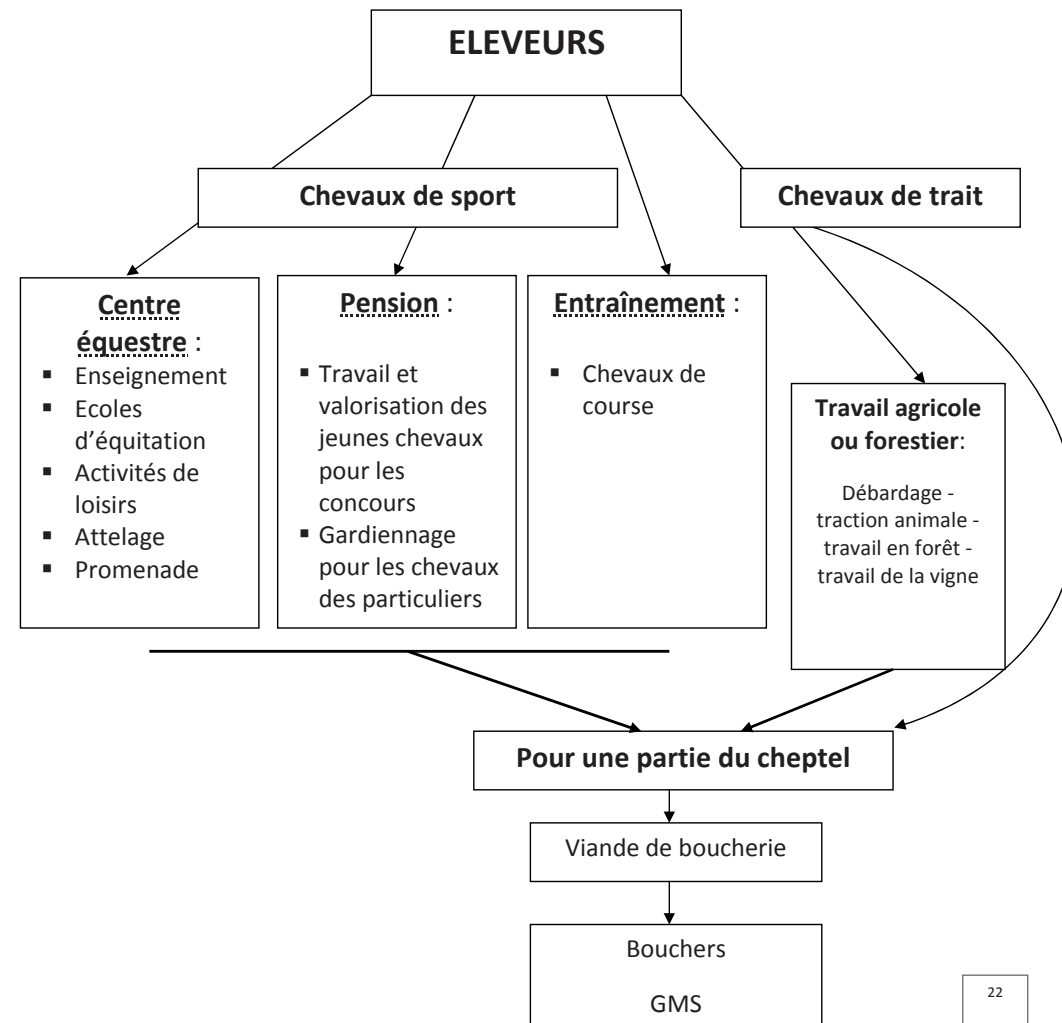 ELEVEURS
Chevaux de sport
Chevaux de trait
Centre
équestre :
▪ Enseignement
▪ Ecoles
d’équitation
▪ Activités de
loisirs
▪ Attelage
▪ Promenade
Pension :
▪ Travail et
valorisation des
jeunes chevaux
pour les
concours
▪ Gardiennage
pour les chevaux
des particuliers
Entraînement :
▪ Chevaux de
course
Travail agricole
ou forestier:
Débardage -
traction animale -
travail en forêt -
travail de la vigne
Pour une partie du cheptel
Viande de boucherie
Bouchers
GMS
22